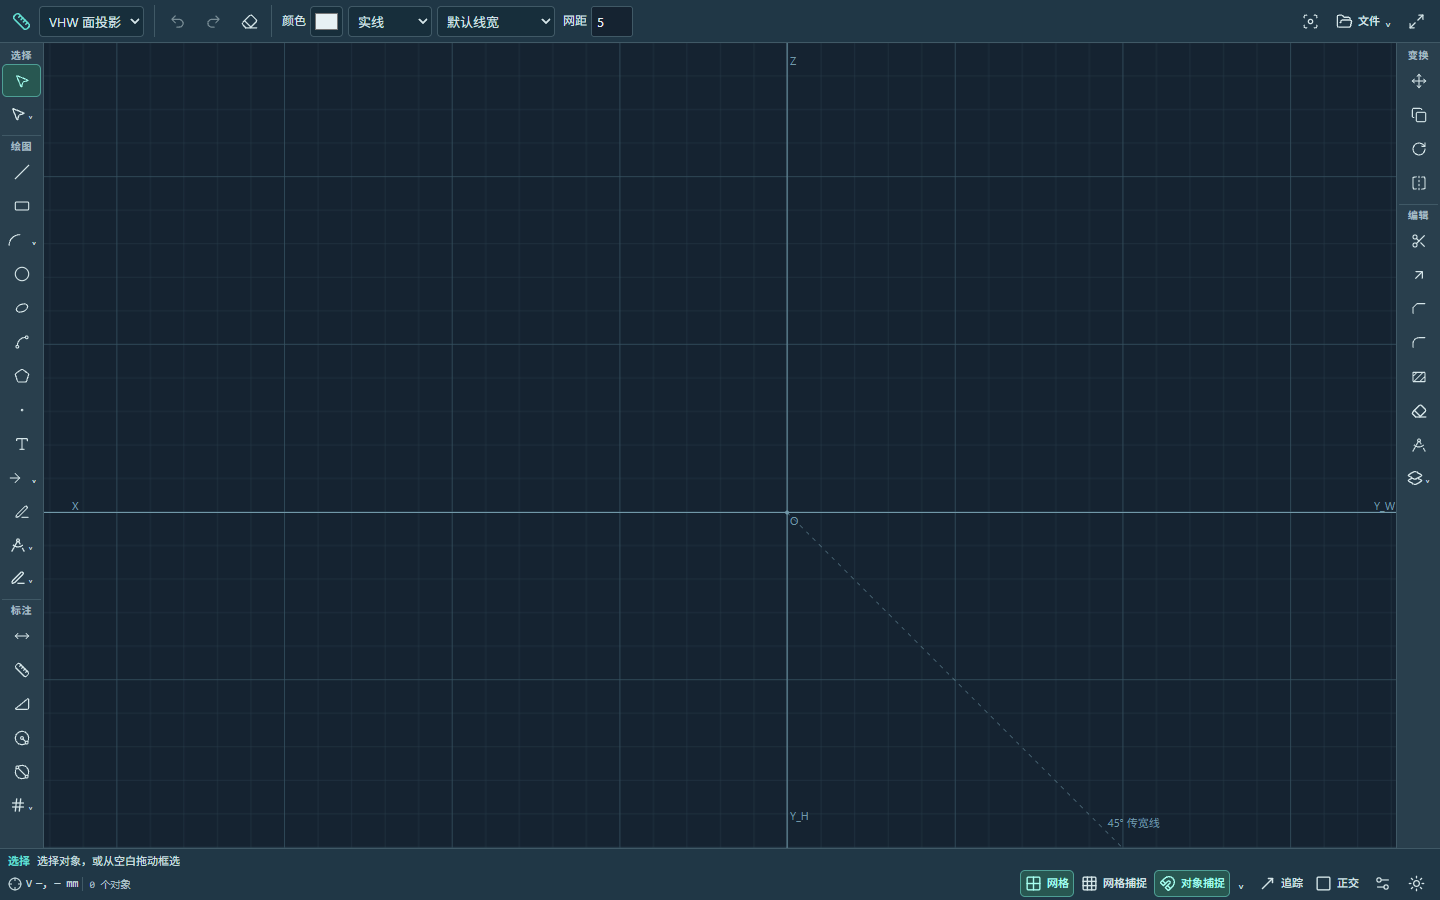 VHW 面投影
颜色
实线
默认线宽
网距
5
文件
选择
绘图
标注
变换
编辑
Z
X
Y_W
O
Y_H
45° 传宽线
选择 选择对象，或从空白拖动框选
V —, — mm
0 个对象
网格
网格捕捉
对象捕捉
追踪
正交